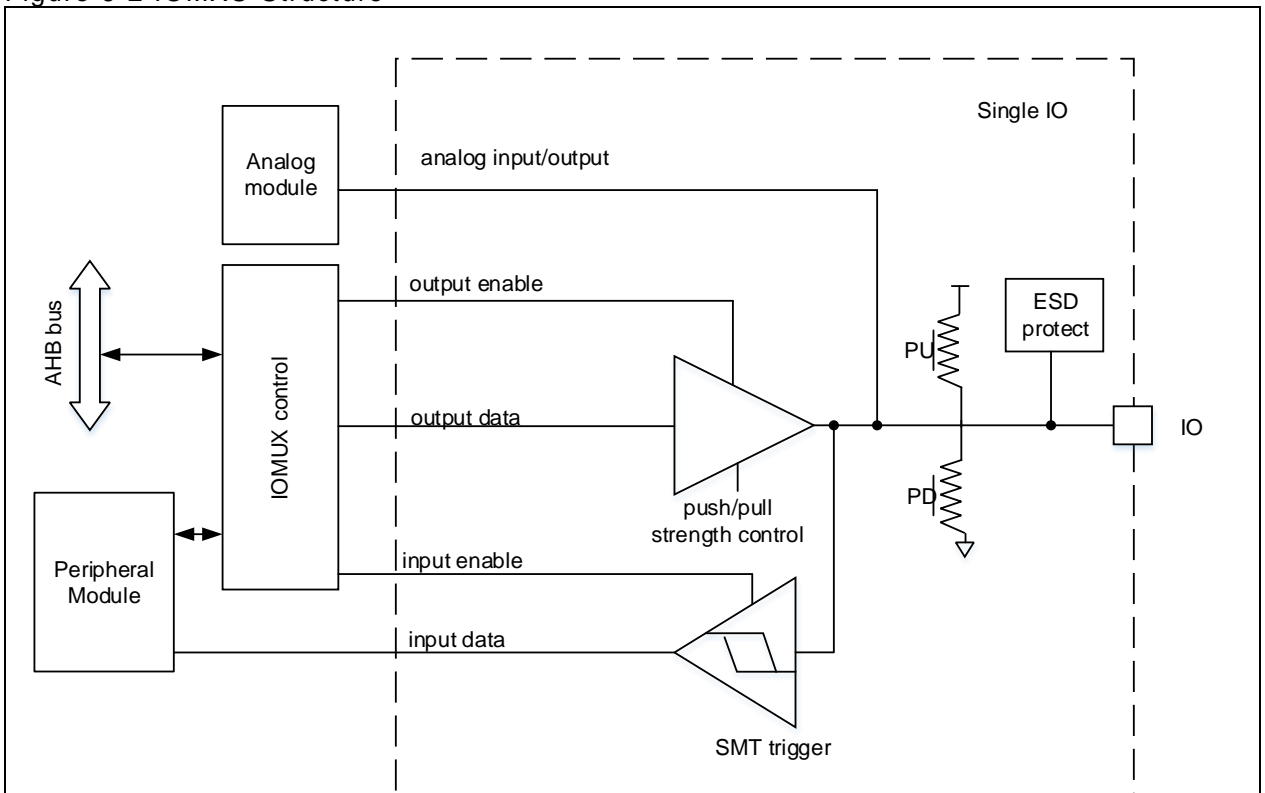 Single IO
Analog
module
analog input/output
output enable
ESD
protect
AHB bus
PU
IOMUX control
output data
IO
PD
push/pull
strength control
input enable
Peripheral
Module
input data
SMT trigger